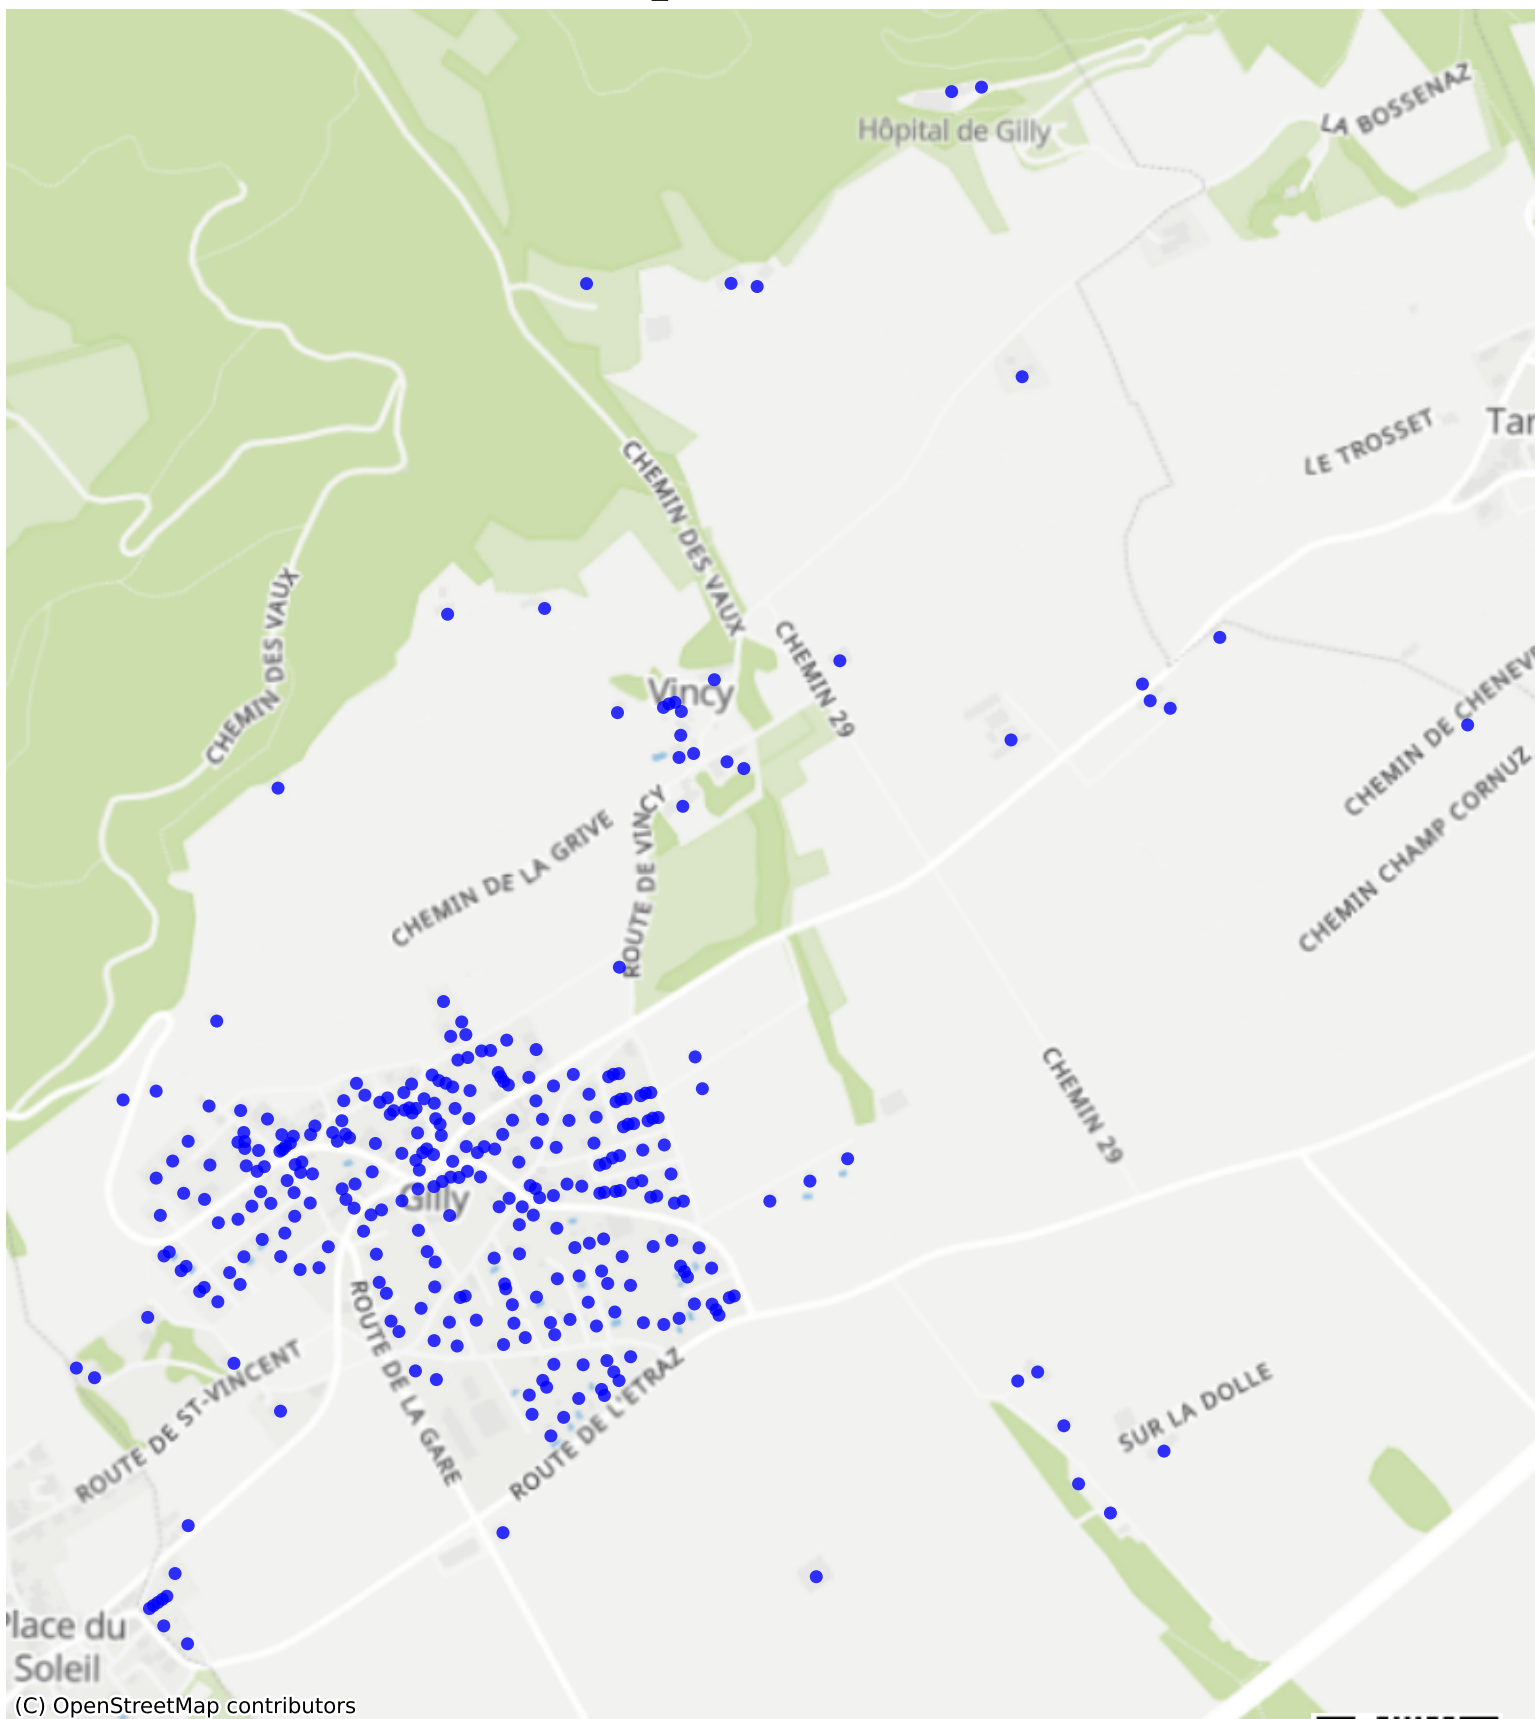 LA BOSSENAZ
Hôpital de Gilly
Tar
LE TROSSET
CHEMIN DES VAUX
CHEMIN DES VAUX
CHEMIN 29
Vincy
CHEMIN DE CHENEV
CHEMIN CHAMP CORNUZ
ROUTE DE VINCY
CHEMIN DE LA GRIVE
CHEMIN 29
Gilly
ROUTE DE ST-VINCENT
ROUTE DE LA GARE
ROUTE DE L'ETRAZ
SUR LA DOLLE
Place du
Soleil
(C) OpenStreetMap contributors